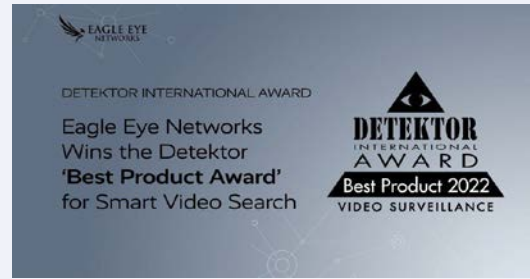 EAGLE EYE
NETWORKS
DETEKTOR INTERNATIONAL AWARD
Eagle Eye Networks
Wins the Detektor
‘Best Product Award’
for Smart Video Search
DETEKTOR
INTERNATIONAL
AWARD
Best Product 2022
VIDEO SURVEILLANCE